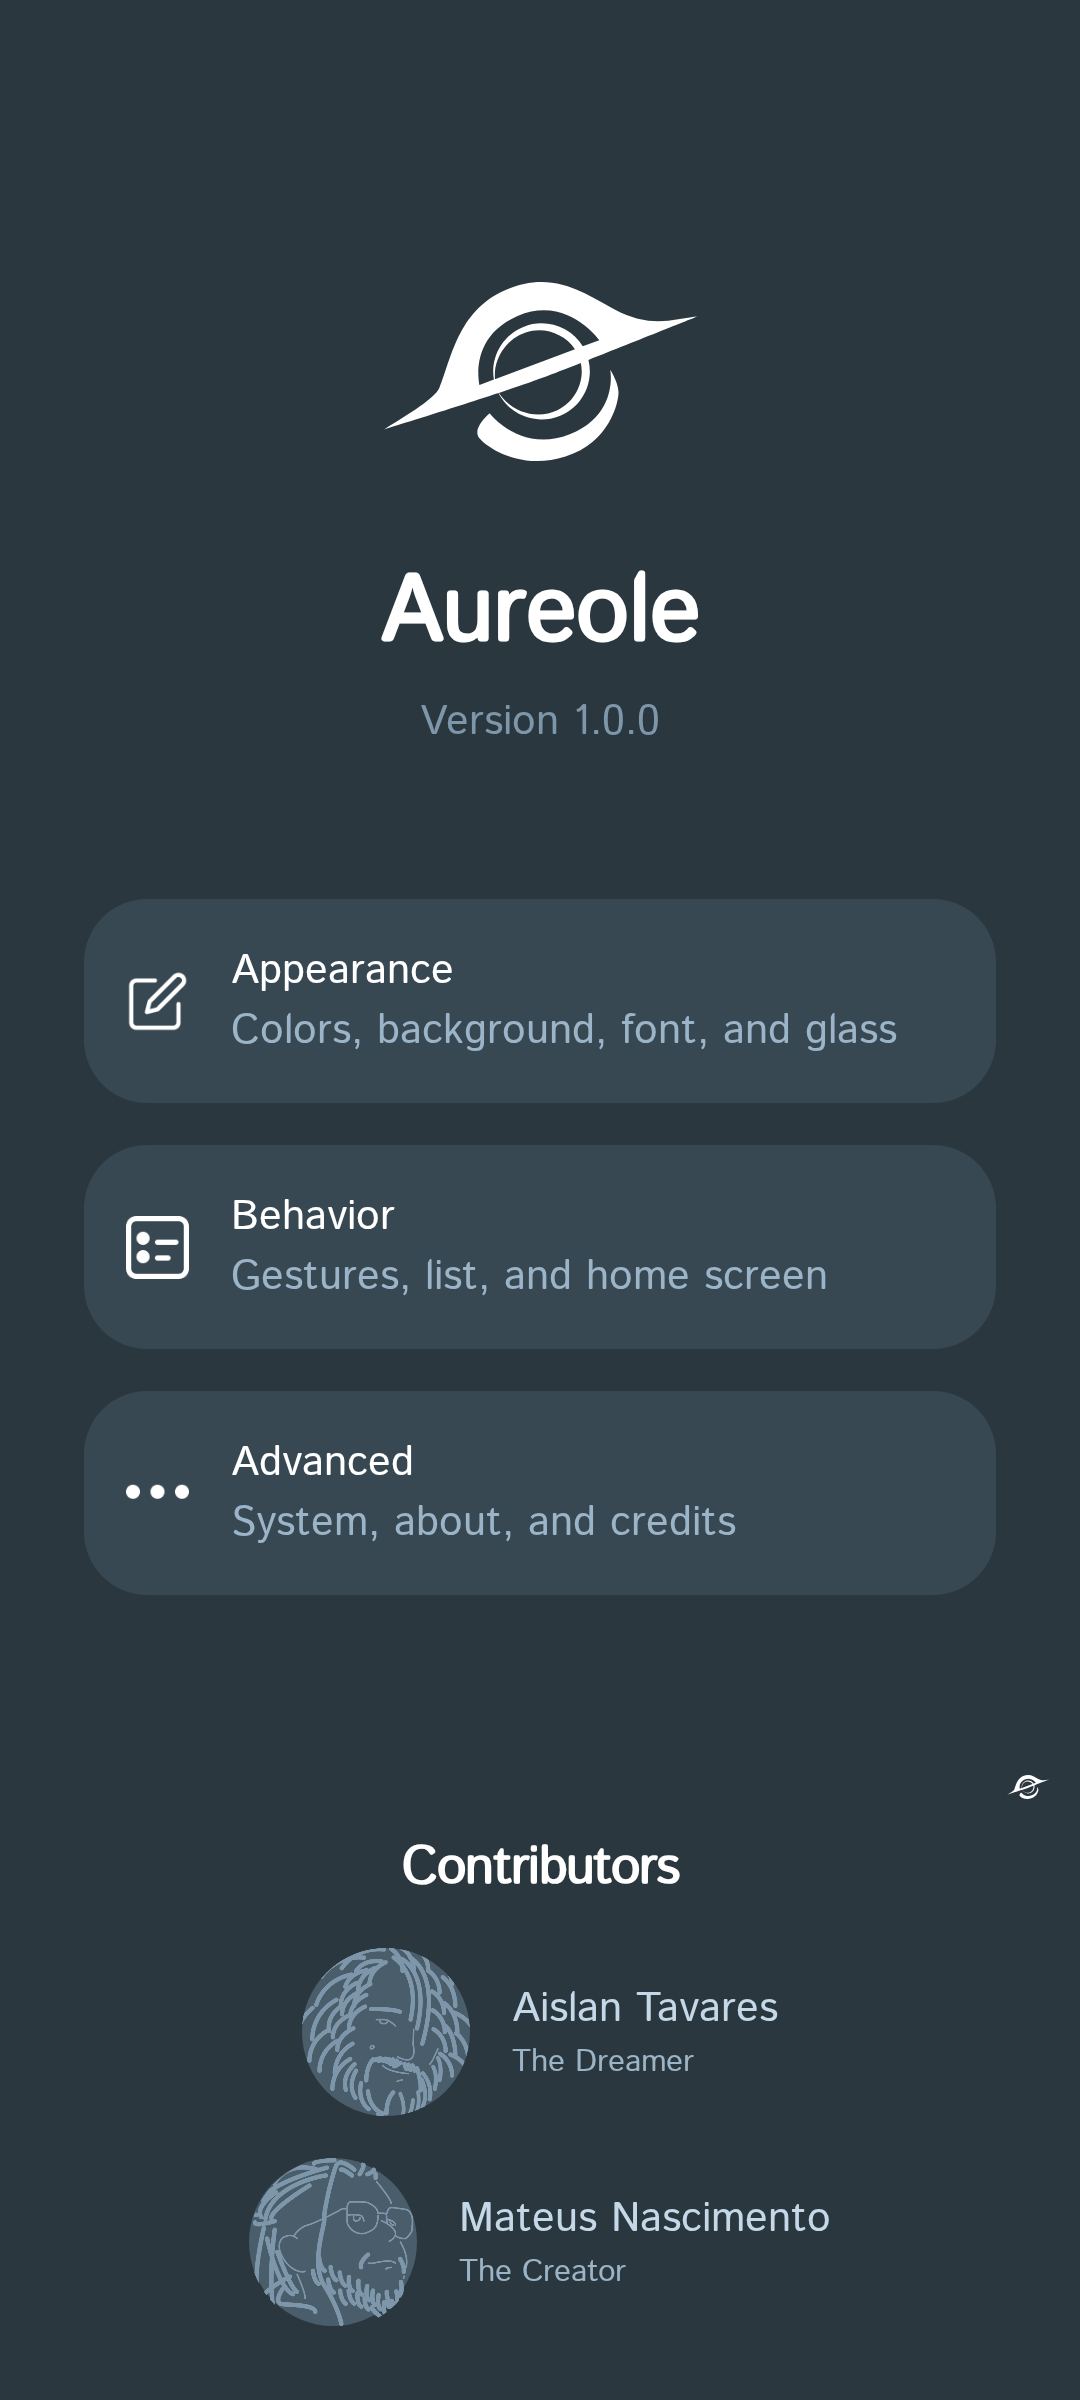 Aureole
Version 1.0.0
Appearance
Colors, background, font, and glass
Behavior
Gestures, list, and home screen
Advanced
System, about, and credits
Contributors
Aislan Tavares
The Dreamer
Mateus Nascimento
The Creator